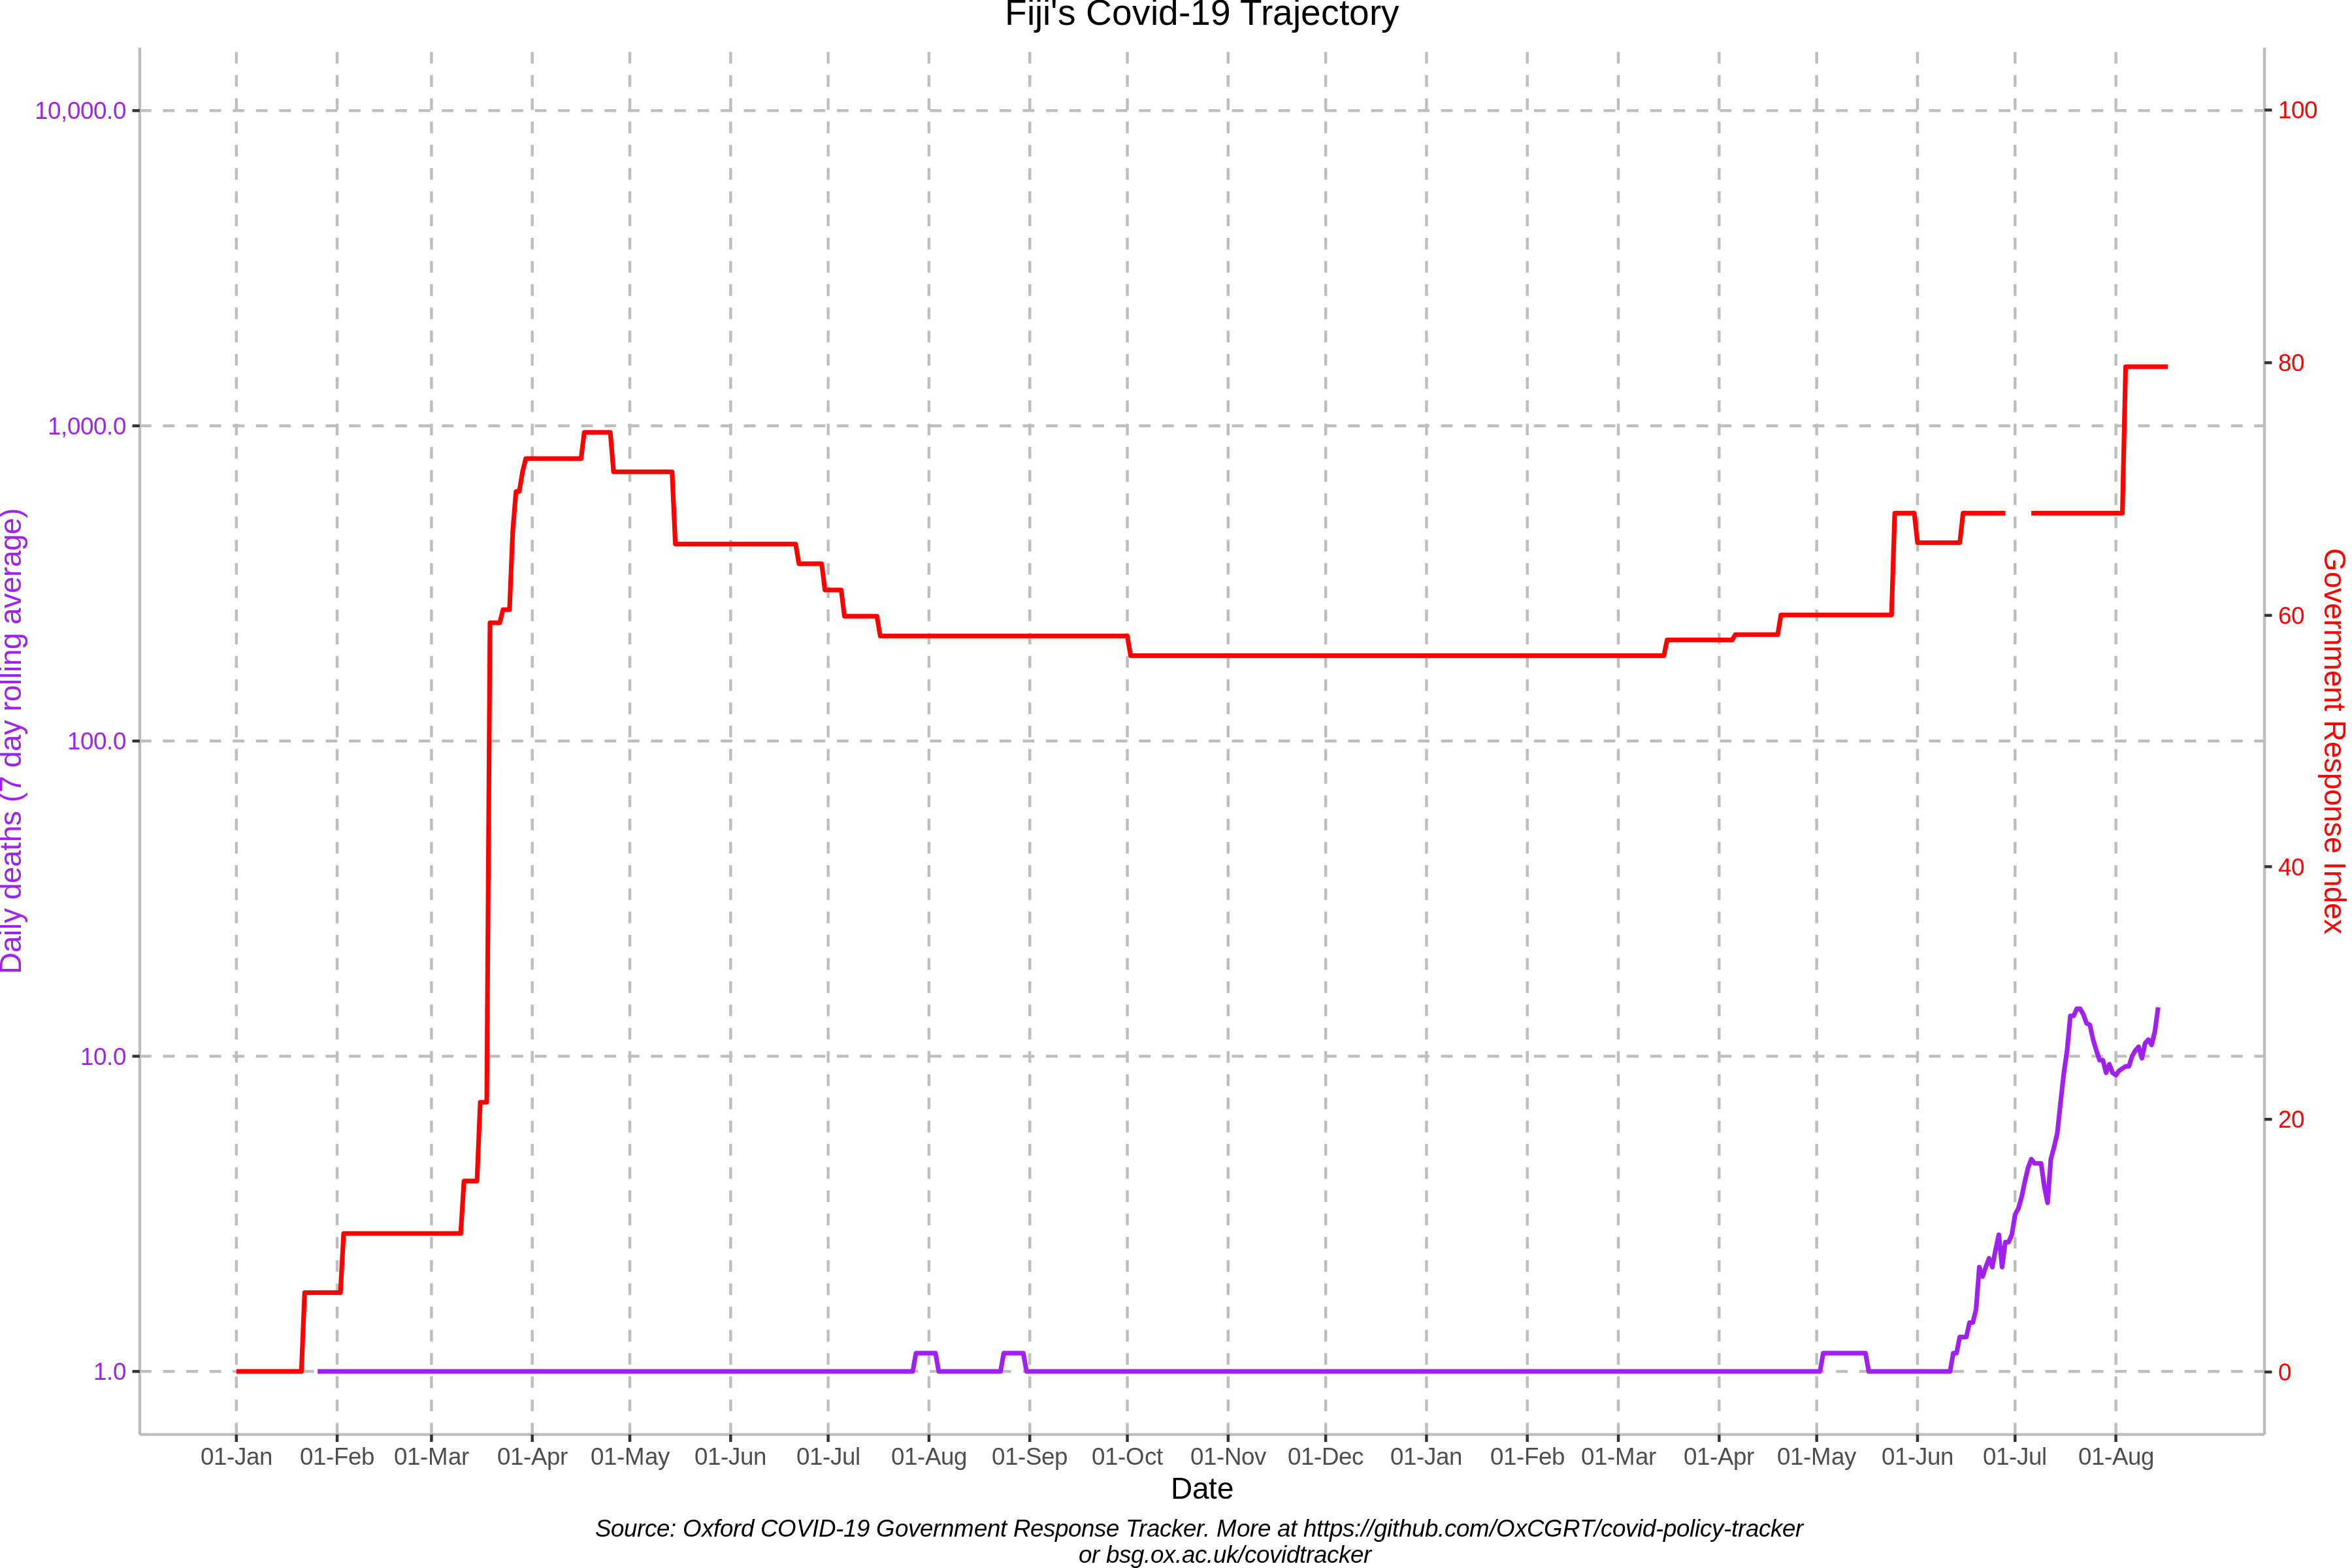 Fiji's Covid-19 Trajectory
10,000.0
1,000.0
100.0
10.0
1.0
Daily deaths (7 day rolling average)
100
80
60
40
20
0
Government Response Index
01-Jan 01-Feb 01-Mar 01-Apr 01-May 01-Jun 01-Jul 01-Aug 01-Sep 01-Oct 01-Nov 01-Dec 01-Jan 01-Feb 01-Mar 01-Apr 01-May 01-Jun 01-Jul 01-Aug
Date
Source: Oxford COVID-19 Government Response Tracker. More at https://github.com/OxCGRT/covid-policy-tracker
or bsg.ox.ac.uk/covidtracker